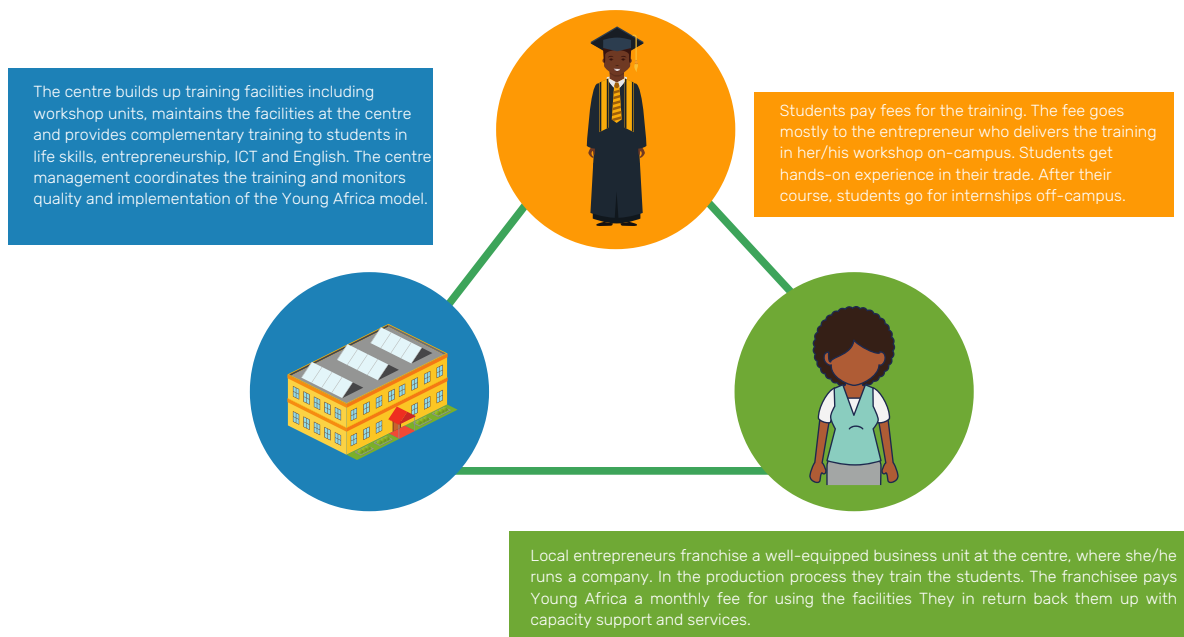 The centre builds up training facilities including
workshop units, maintains the facilities at the centre
and provides complementary training to students in
life skills, entrepreneurship, ICT and English. The centre
management coordinates the training and monitors
quality and implementation of the Young Africa model.
Students pay fees for the training. The fee goes
mostly to the entrepreneur who delivers the training
in her/his workshop on-campus. Students get
hands-on experience in their trade. After their
course, students go for internships off-campus.
Local entrepreneurs franchise a well-equipped business unit at the centre, where she/he
runs a company. In the production process they train the students. The franchisee pays
Young Africa a monthly fee for using the facilities They in return back them up with
capacity support and services.